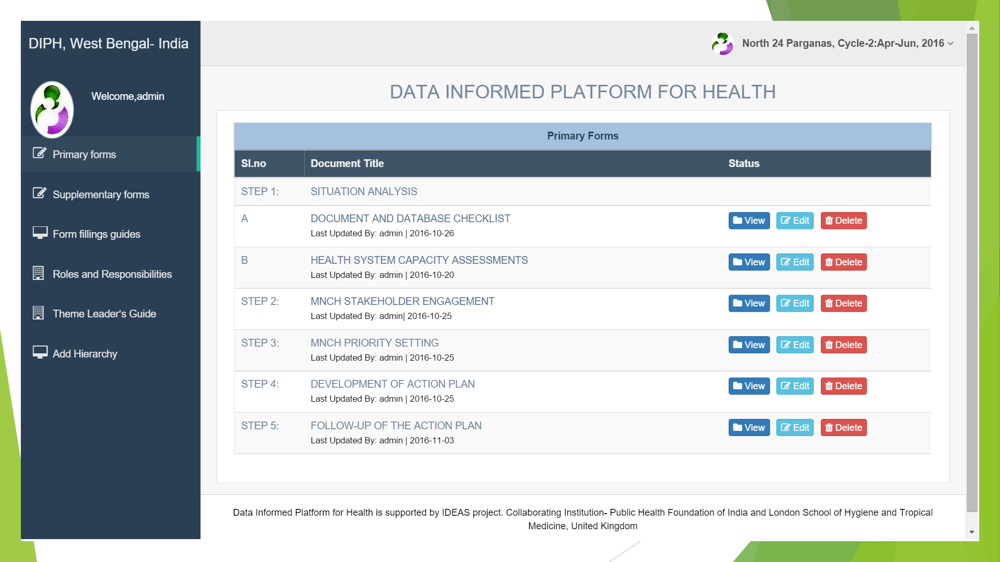 DIPH, West Bengal- India
North 24 Parganas, Cycle-2:Apr-Jun, 2016
Welcome,admin
Primary forms
Supplementary forms
Form fillings guides
Roles and Responsibilities
Theme Leader’s Guide
Add Hierarchy
DATA INFORMED PLATFORM FOR HEALTH
Primary Forms
Sl.no Document Title Status
STEP 1: SITUATION ANALYSIS
A DOCUMENT AND DATABASE CHECKLIST View Edit Delete
Last Updated By: admin | 2016-10-26
B HEALTH SYSTEM CAPACITY ASSESSMENTS View Edit Delete
Last Updated By: admin | 2016-10-20
STEP 2: MNCH STAKEHOLDER ENGAGEMENT View Edit Delete
Last Updated By: admin| 2016-10-25
STEP 3: MNCH PRIORITY SETTING View Edit Delete
Last Updated By: admin | 2016-10-25
STEP 4: DEVELOPMENT OF ACTION PLAN View Edit Delete
Last Updated By: admin | 2016-10-25
STEP 5: FOLLOW-UP OF THE ACTION PLAN View Edit Delete
Last Updated By: admin | 2016-11-03
Data Informed Platform for Health is supported by IDEAS project. Collaborating Institution- Public Health Foundation of India and London School of Hygiene and Tropical
Medicine, United Kingdom